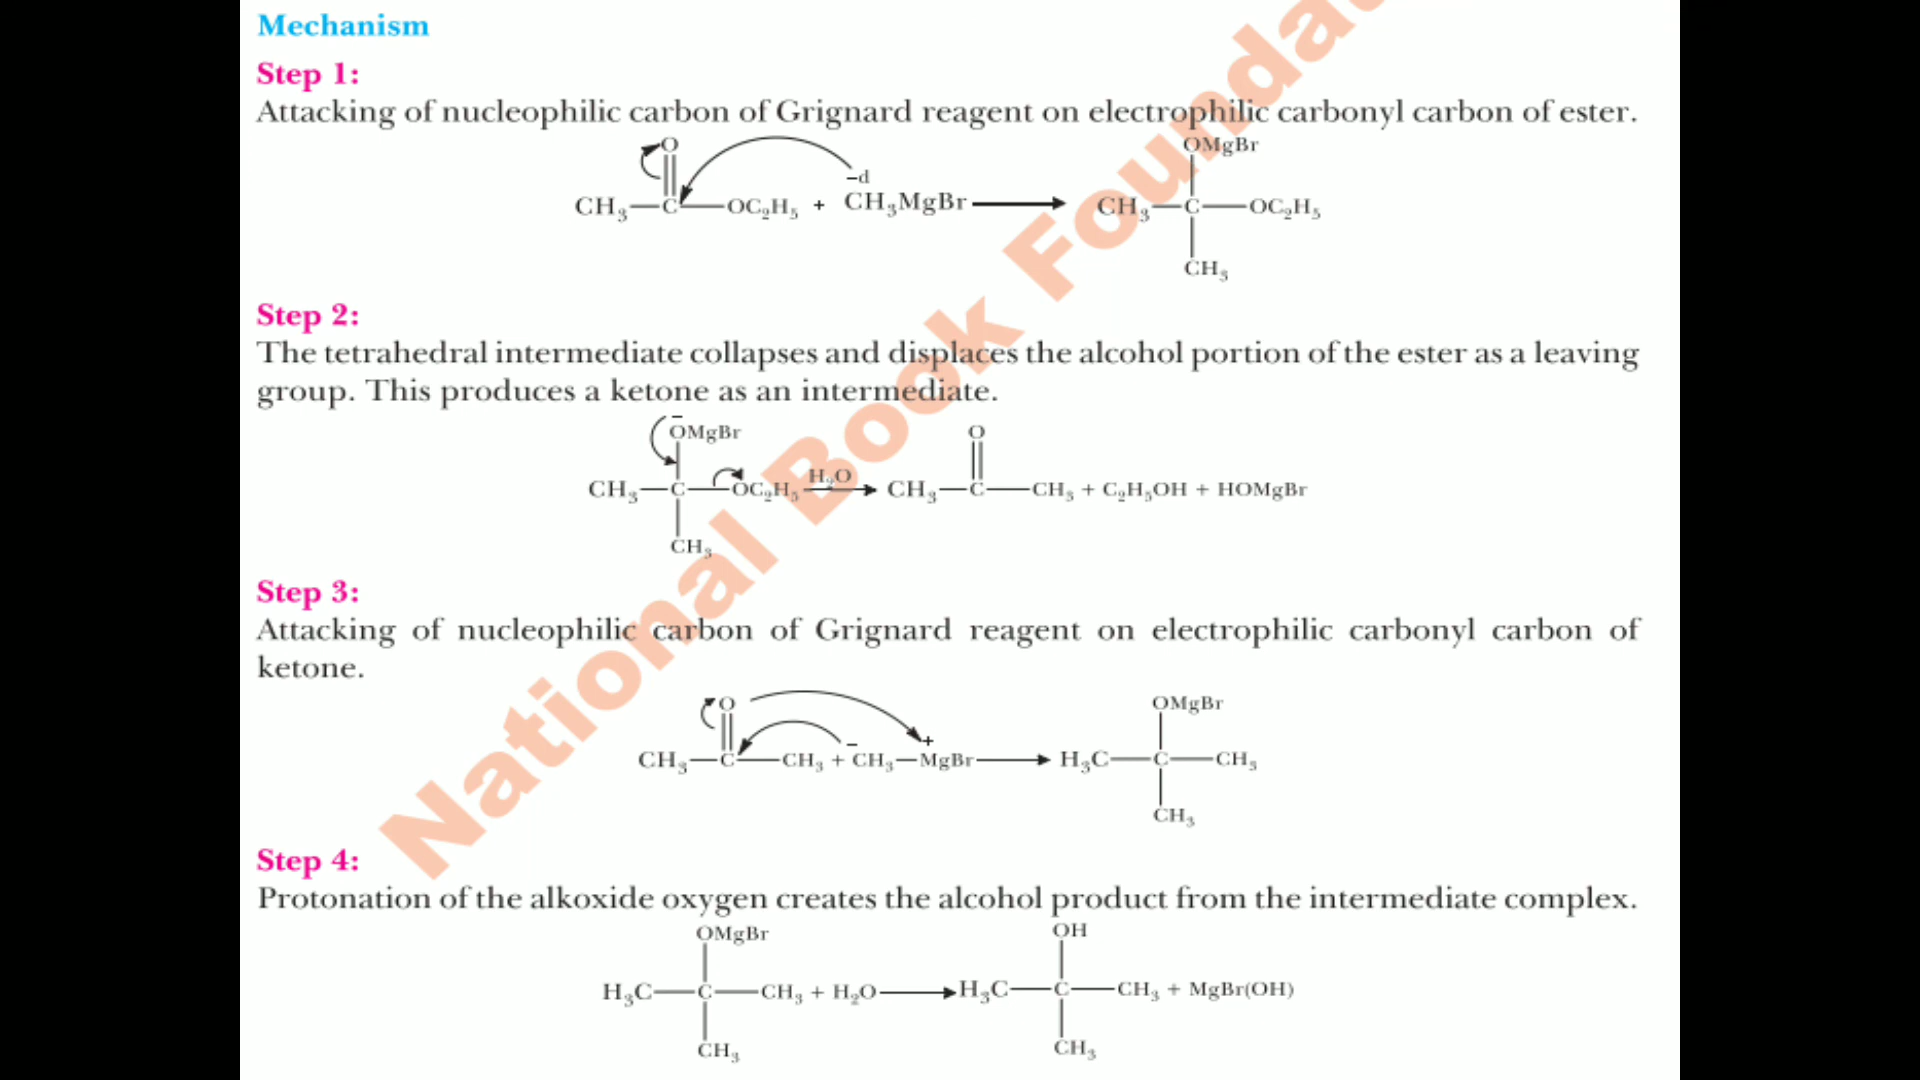 Mechanism
Step 1:
Attacking of nucleophilic carbon of Grignard reagent on electrophilic carbonyl carbon of ester.
O
OMgBr
–d
CH₃—C—OC₂H₅ + CH₃MgBr → CH₃—C—OC₂H₅
CH₃
Step 2:
The tetrahedral intermediate collapses and displaces the alcohol portion of the ester as a leaving
group. This produces a ketone as an intermediate.
–
OMgBr
O
H₂O
CH₃—C—OC₂H₅ → CH₃—C—CH₃ + C₂H₅OH + HOMgBr
CH₃
Step 3:
Attacking of nucleophilic carbon of Grignard reagent on electrophilic carbonyl carbon of
ketone.
O
OMgBr
– +
CH₃—C—CH₃ + CH₃—MgBr → H₃C—C—CH₃
CH₃
Step 4:
Protonation of the alkoxide oxygen creates the alcohol product from the intermediate complex.
OMgBr
OH
H₃C—C—CH₃ + H₂O → H₃C—C—CH₃ + MgBr(OH)
CH₃
CH₃
National Book Foundat